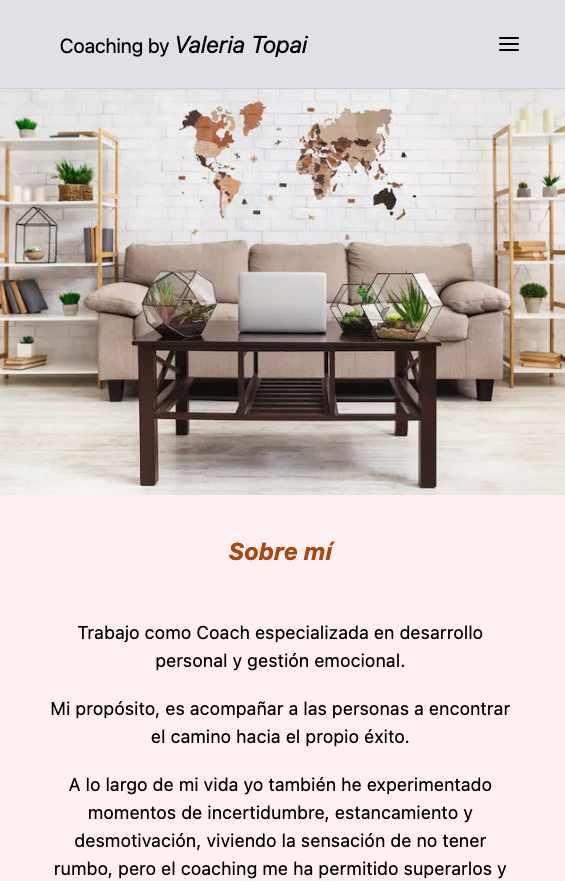 Coaching by Valeria Topai
Sobre mí
Trabajo como Coach especializada en desarrollo
personal y gestión emocional.
Mi propósito, es acompañar a las personas a encontrar
el camino hacia el propio éxito.
A lo largo de mi vida yo también he experimentado
momentos de incertidumbre, estancamiento y
desmotivación, viviendo la sensación de no tener
rumbo, pero el coaching me ha permitido superarlos y